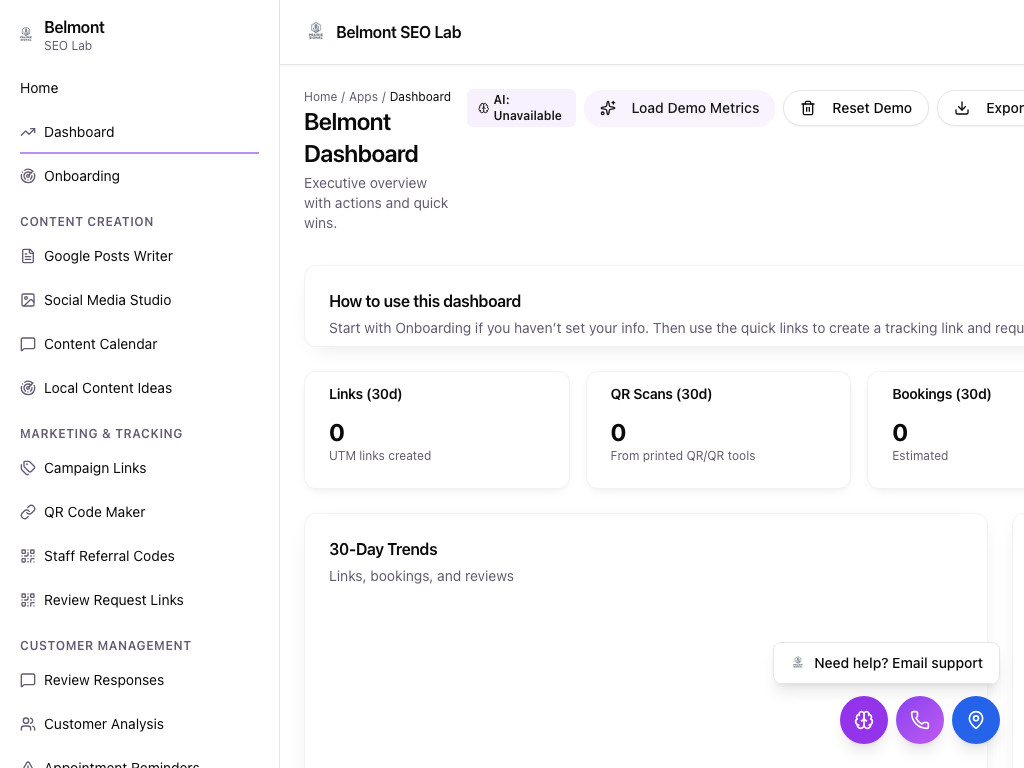 Belmont
SEO Lab
Home
Dashboard
Onboarding
CONTENT CREATION
Google Posts Writer
Social Media Studio
Content Calendar
Local Content Ideas
MARKETING & TRACKING
Campaign Links
QR Code Maker
Staff Referral Codes
Review Request Links
CUSTOMER MANAGEMENT
Review Responses
Customer Analysis
Appointment Reminders
Belmont SEO Lab
Home / Apps / Dashboard
Belmont
Dashboard
Executive overview
with actions and quick
wins.
AI:
Unavailable
Load Demo Metrics
Reset Demo
Expor
How to use this dashboard
Start with Onboarding if you haven’t set your info. Then use the quick links to create a tracking link and requ
Links (30d)
0
UTM links created
QR Scans (30d)
0
From printed QR/QR tools
Bookings (30d)
0
Estimated
30-Day Trends
Links, bookings, and reviews
Need help? Email support